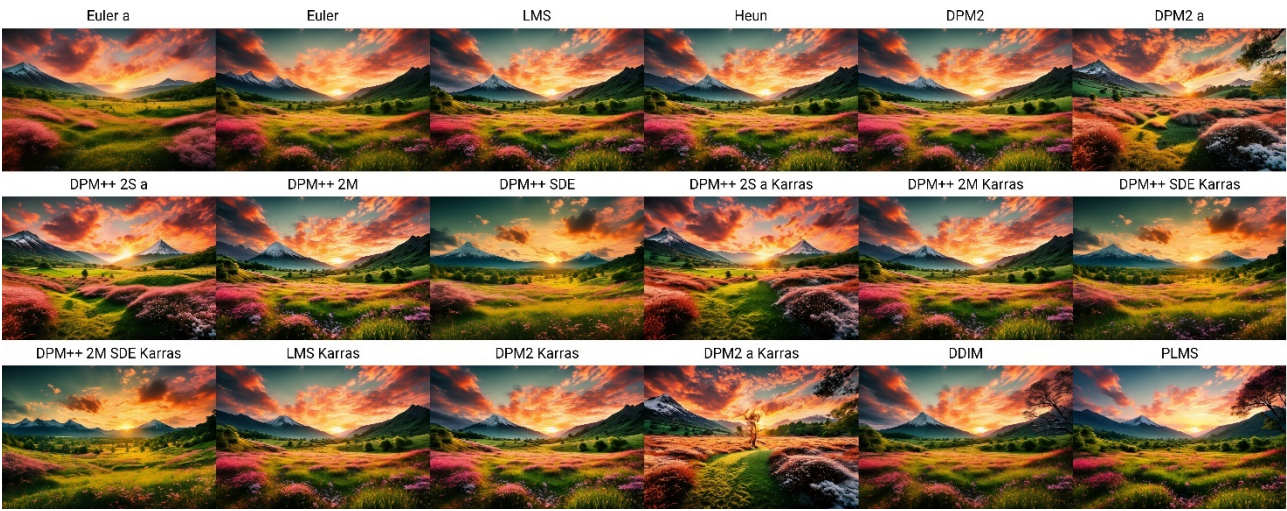 Euler a Euler LMS Heun DPM2 DPM2 a
DPM++ 2S a DPM++ 2M DPM++ SDE DPM++ 2S a Karras DPM++ 2M Karras DPM++ SDE Karras
DPM++ 2M SDE Karras LMS Karras DPM2 Karras DPM2 a Karras DDIM PLMS